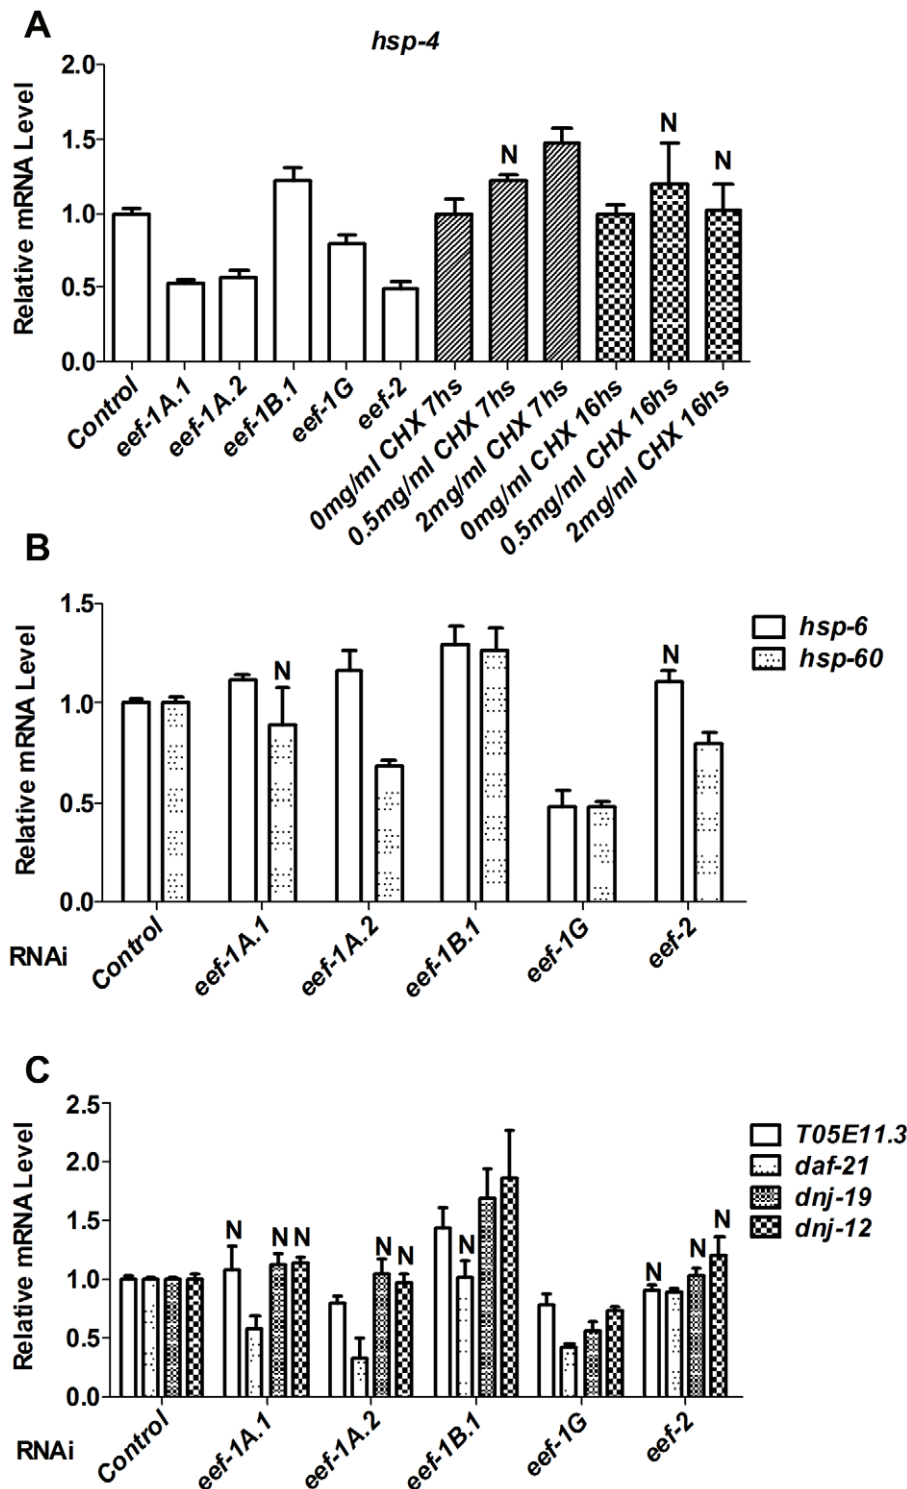 A
hsp-4
Relative mRNA Level
2.0
1.5
1.0
0.5
0.0
N
N
N
Control
eef-1A.1
eef-1A.2
eef-1B.1
eef-1G
eef-2
0mg/ml CHX 7hs
0.5mg/ml CHX 7hs
2mg/ml CHX 7hs
0mg/ml CHX 16hs
0.5mg/ml CHX 16hs
2mg/ml CHX 16hs
B
Relative mRNA Level
1.5
1.0
0.5
0.0
N
N
hsp-6
hsp-60
RNAi
Control
eef-1A.1
eef-1A.2
eef-1B.1
eef-1G
eef-2
C
Relative mRNA Level
2.5
2.0
1.5
1.0
0.5
0.0
N
N N
N N
N
N
N
N
T05E11.3
daf-21
dnj-19
dnj-12
RNAi
Control
eef-1A.1
eef-1A.2
eef-1B.1
eef-1G
eef-2